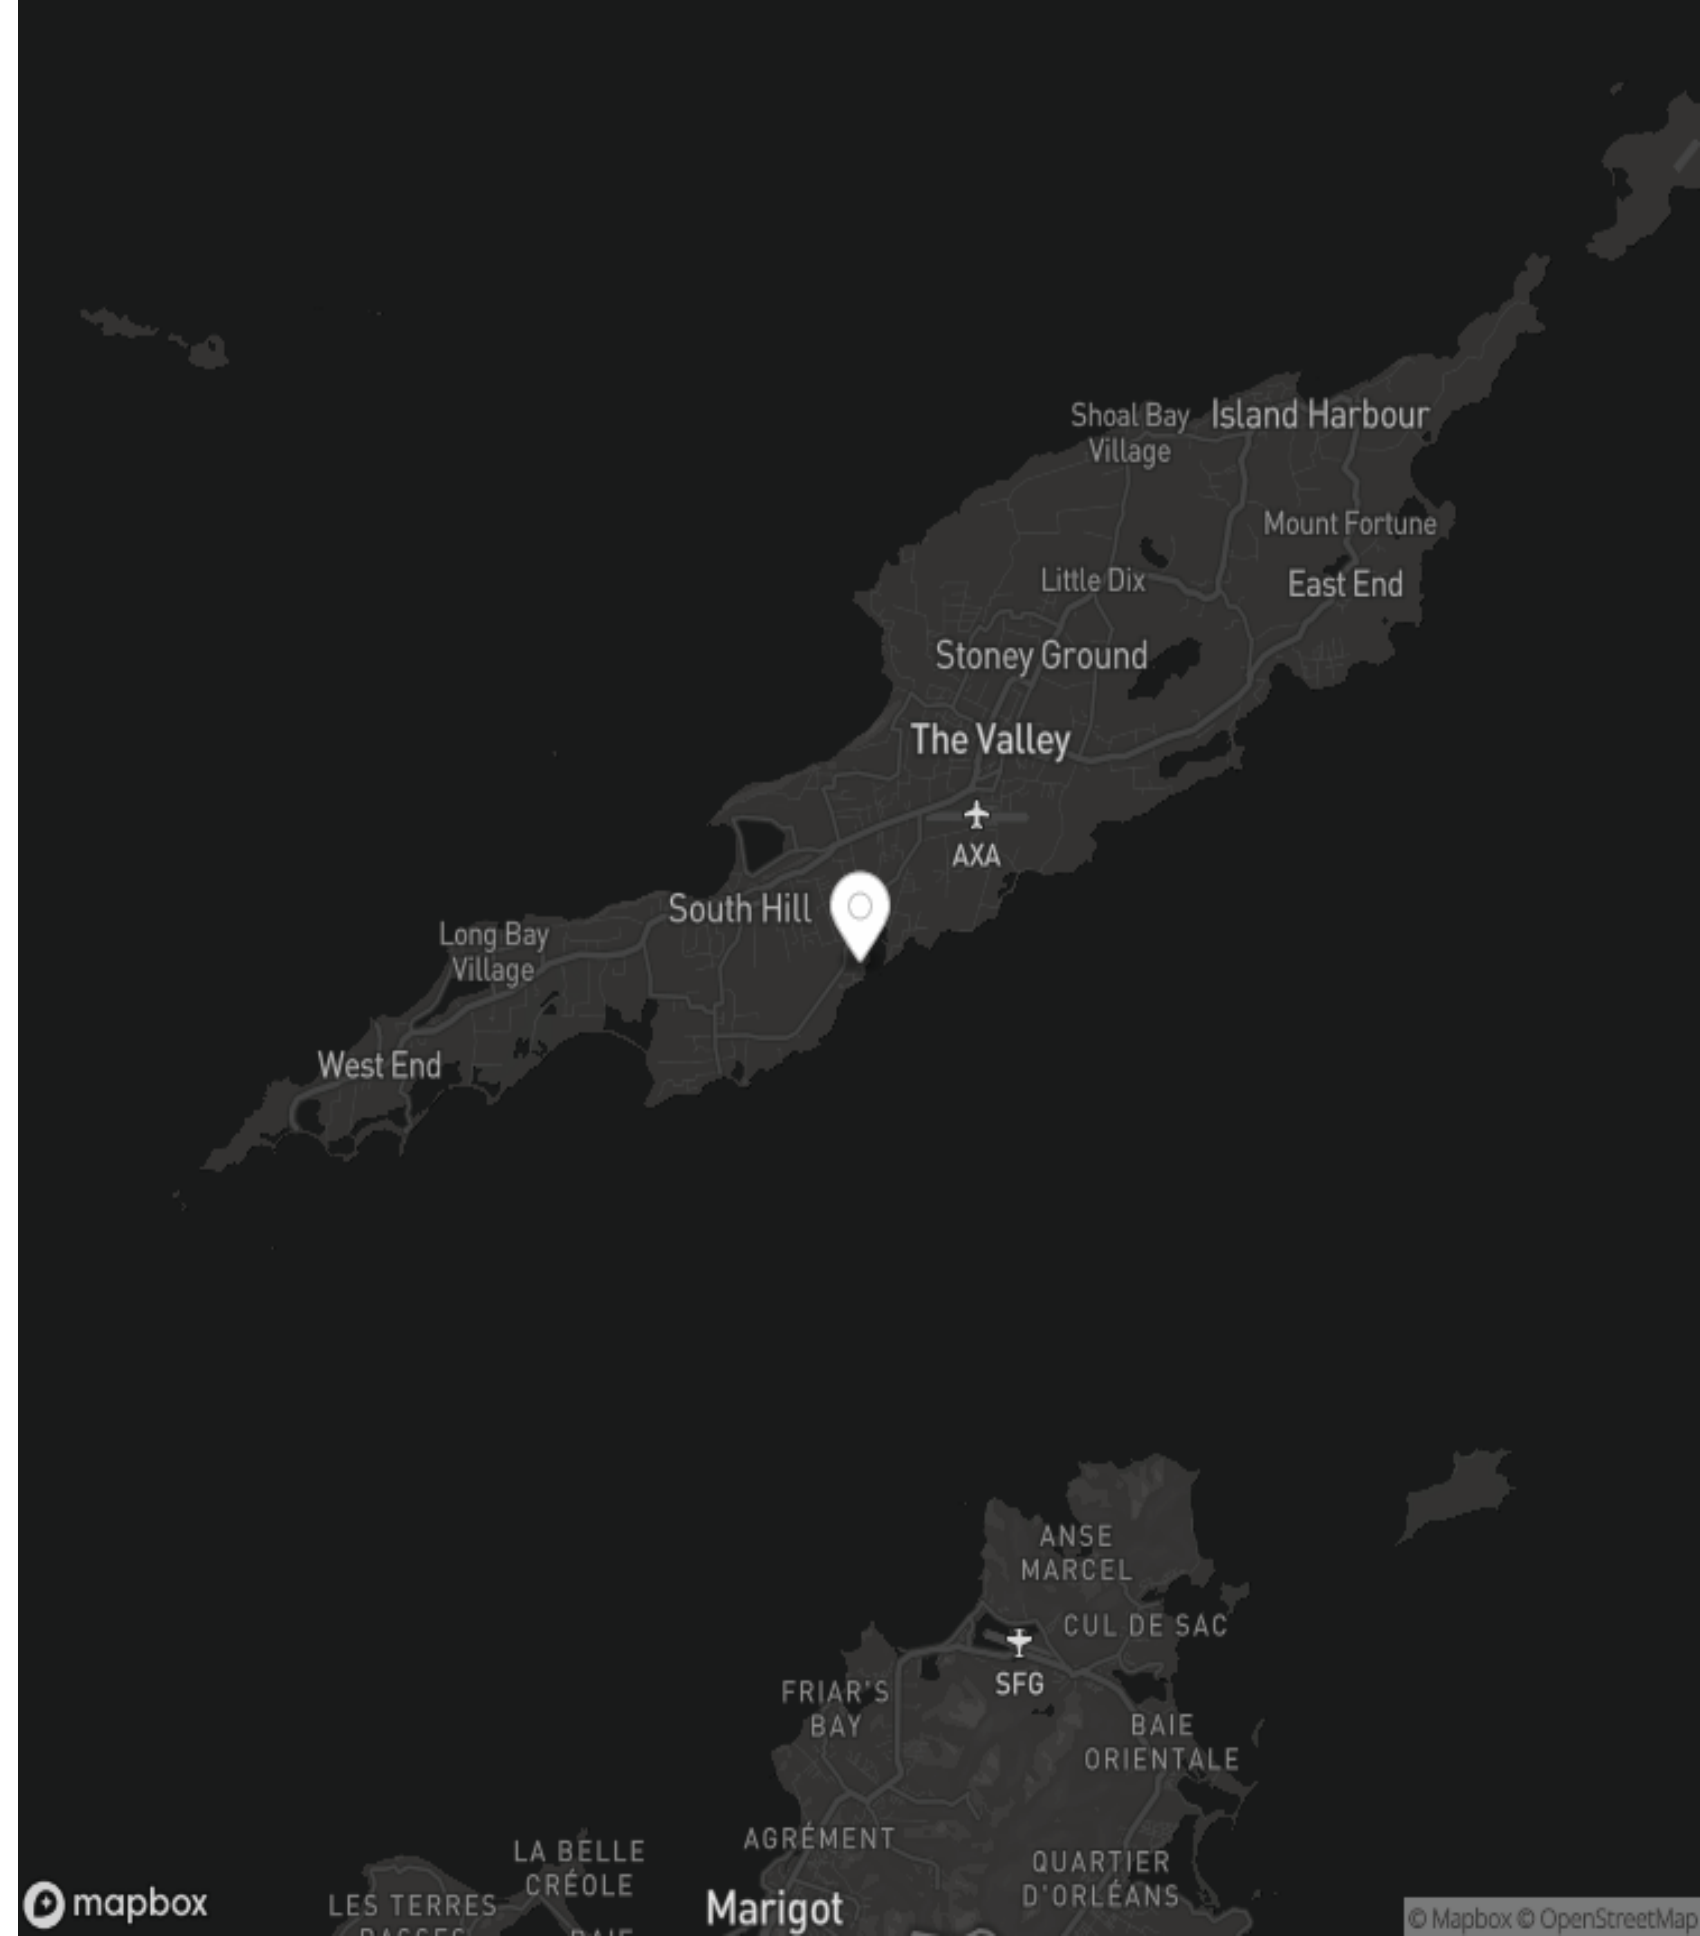 Shoal Bay
Village
Island Harbour
Mount Fortune
Little Dix
East End
Stoney Ground
The Valley
AXA
South Hill
Long Bay
Village
West End
ANSE
MARCEL
CUL DE SAC
SFG
FRIAR'S
BAY
BAIE
ORIENTALE
AGRÉMENT
LA BELLE
CRÉOLE
QUARTIER
D'ORLÉANS
LES TERRES
BASSES
BAIE
Marigot
mapbox
© Mapbox © OpenStreetMap